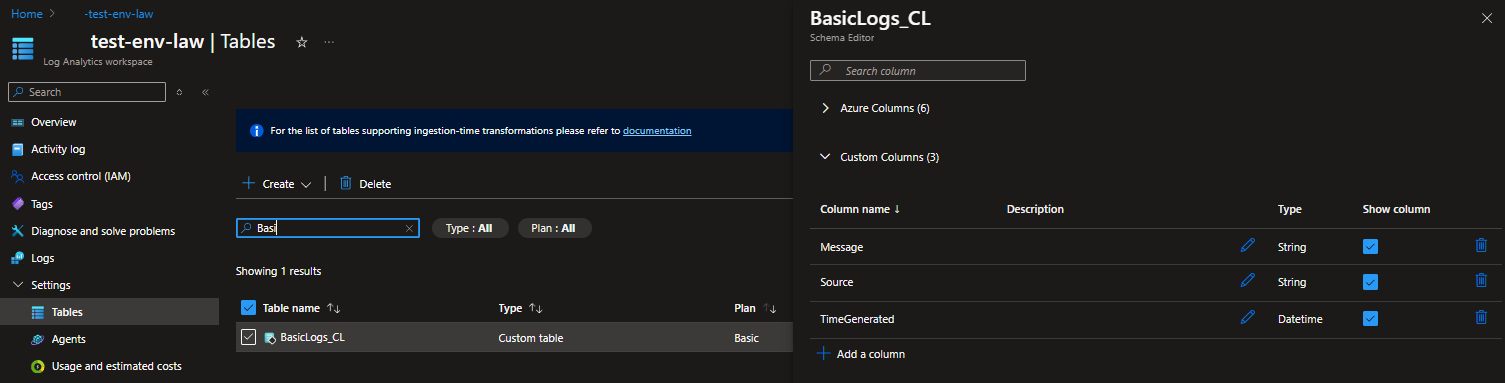 Home > -test-env-law
test-env-law | Tables
Log Analytics workspace
Search
Overview
Activity log
Access control (IAM)
Tags
Diagnose and solve problems
Logs
Settings
Tables
Agents
Usage and estimated costs
For the list of tables supporting ingestion-time transformations please refer to documentation
Create
Delete
Basi
Type : All
Plan : All
Showing 1 results
Table name Type Plan
BasicLogs_CL Custom table Basic
BasicLogs_CL
Schema Editor
Search column
Azure Columns (6)
Custom Columns (3)
Column name Description Type Show column
Message String
Source String
TimeGenerated Datetime
Add a column